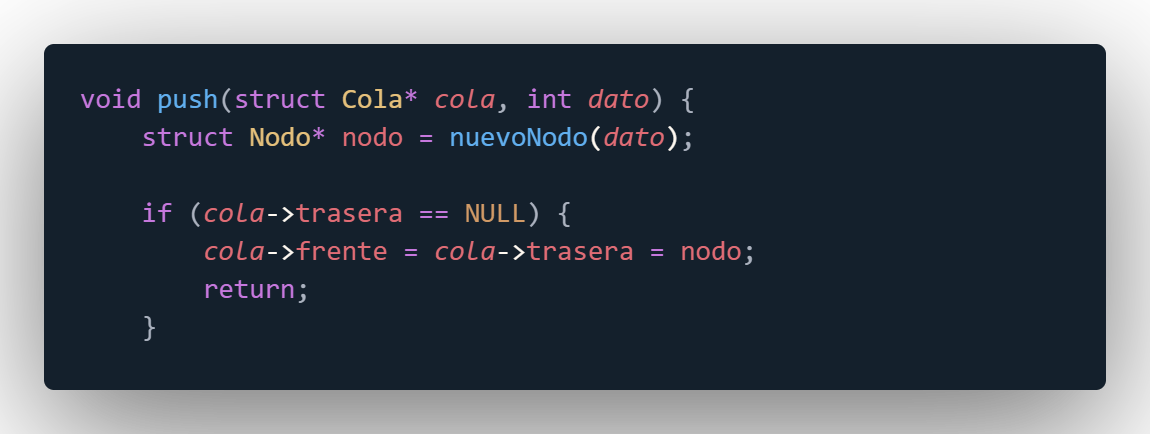 void push(struct Cola* cola, int dato) {
    struct Nodo* nodo = nuevoNodo(dato);

    if (cola->trasera == NULL) {
        cola->frente = cola->trasera = nodo;
        return;
    }